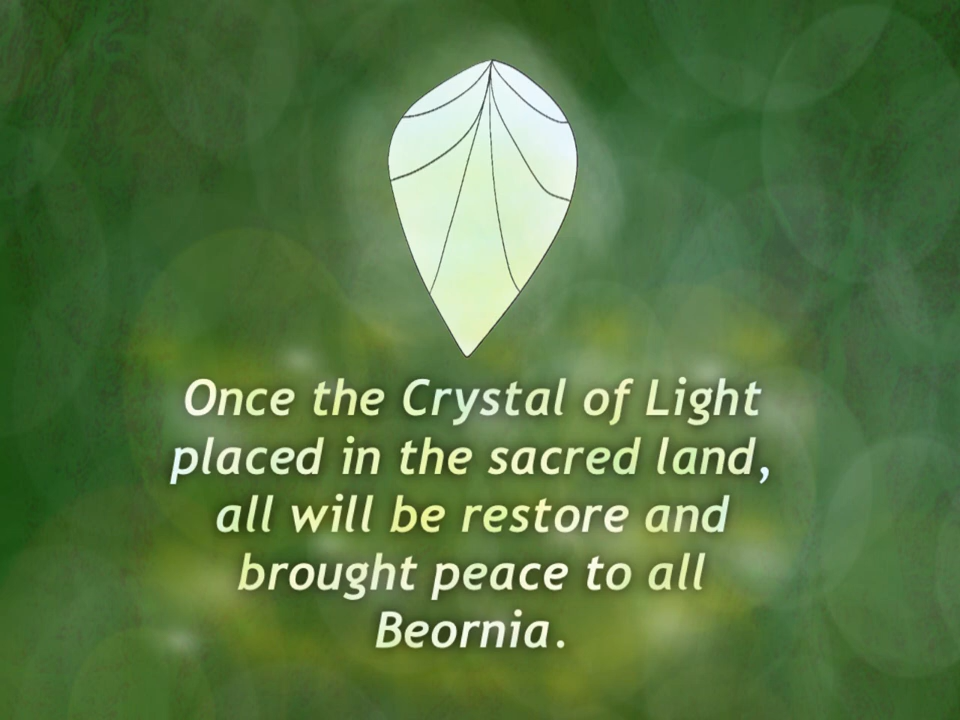 Once the Crystal of Light
placed in the sacred land,
all will be restore and
brought peace to all
Beornia.